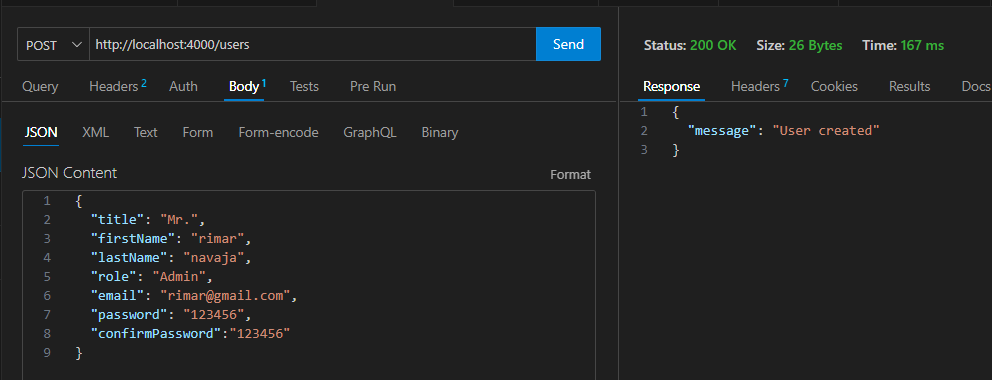 POST http://localhost:4000/users Send
Query Headers 2 Auth Body 1 Tests Pre Run
JSON XML Text Form Form-encode GraphQL Binary
JSON Content Format
1 {
2 "title": "Mr.",
3 "firstName": "rimar",
4 "lastName": "navaja",
5 "role": "Admin",
6 "email": "rimar@gmail.com",
7 "password": "123456",
8 "confirmPassword":"123456"
9 }
Status: 200 OK Size: 26 Bytes Time: 167 ms
Response Headers 7 Cookies Results Docs
1 {
2 "message": "User created"
3 }